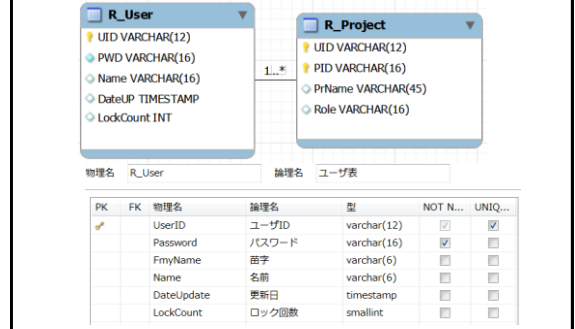 R_User
UID VARCHAR(12)
PWD VARCHAR(16)
Name VARCHAR(16)
DateUP TIMESTAMP
LockCount INT
1..*
R_Project
UID VARCHAR(12)
PID VARCHAR(16)
PrName VARCHAR(45)
Role VARCHAR(16)
物理名 R_User 論理名 ユーザ表
PK FK 物理名 論理名 型 NOT N... UNIQ...
UserID ユーザID varchar(12)
Password パスワード varchar(16)
FmyName 苗字 varchar(6)
Name 名前 varchar(6)
DateUpdate 更新日 timestamp
LockCount ロック回数 smallint